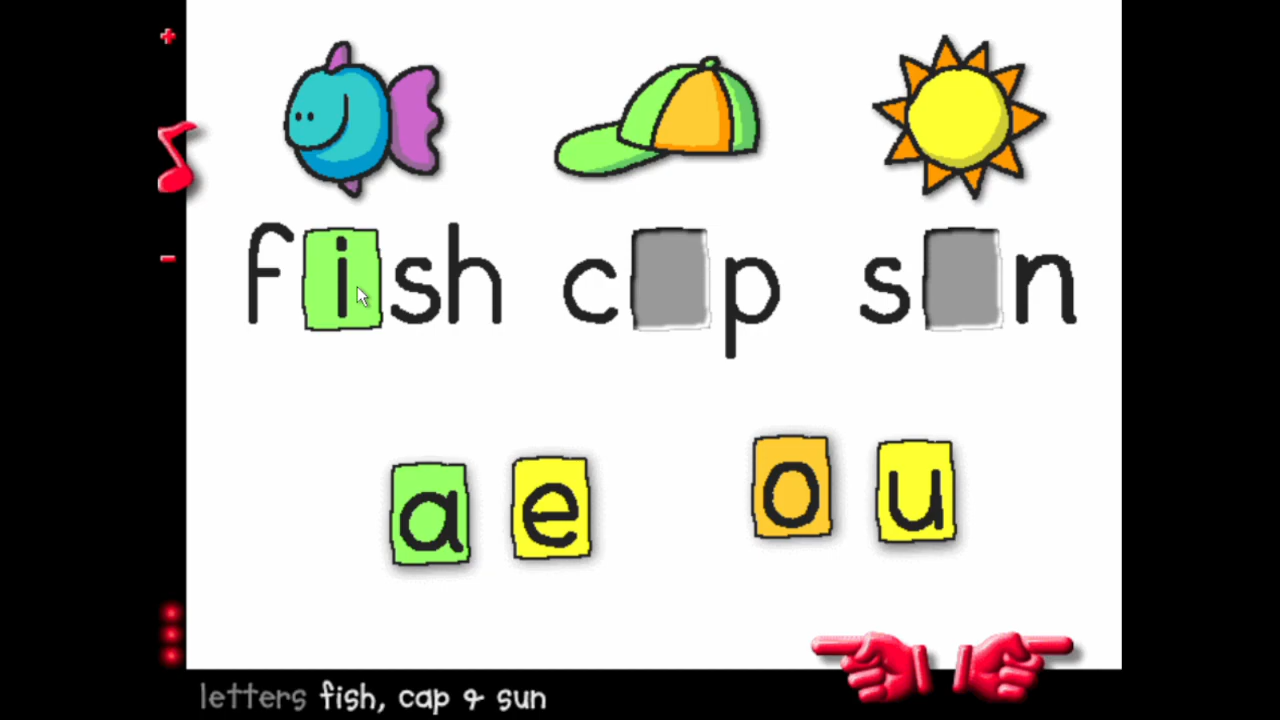 +
fish c p s n
-
a e o u
letters fish, cap & sun